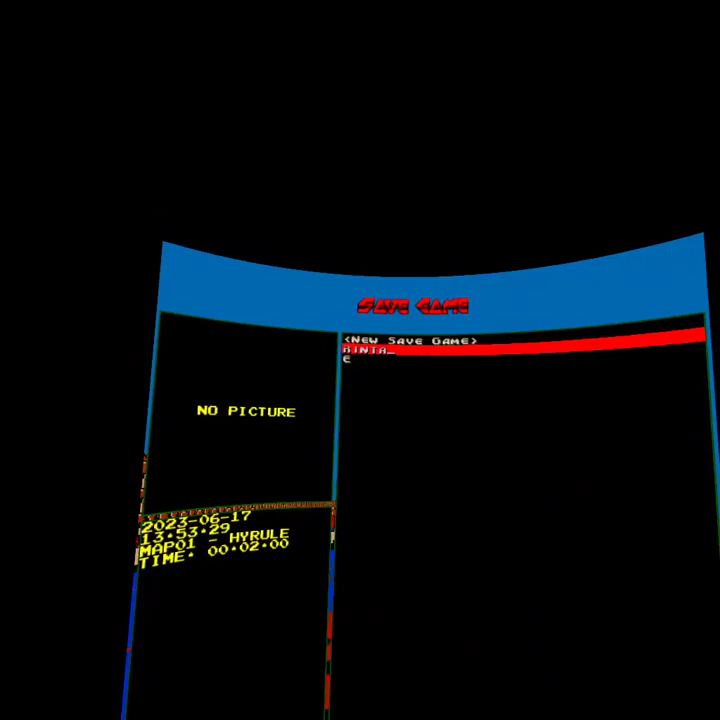 SAVE GAME
<NEW SAVE GAME>
AINTA_
E
NO PICTURE
2023-06-17
13:53:29
MAP01 - HYRULE
TIME: 00:02:00